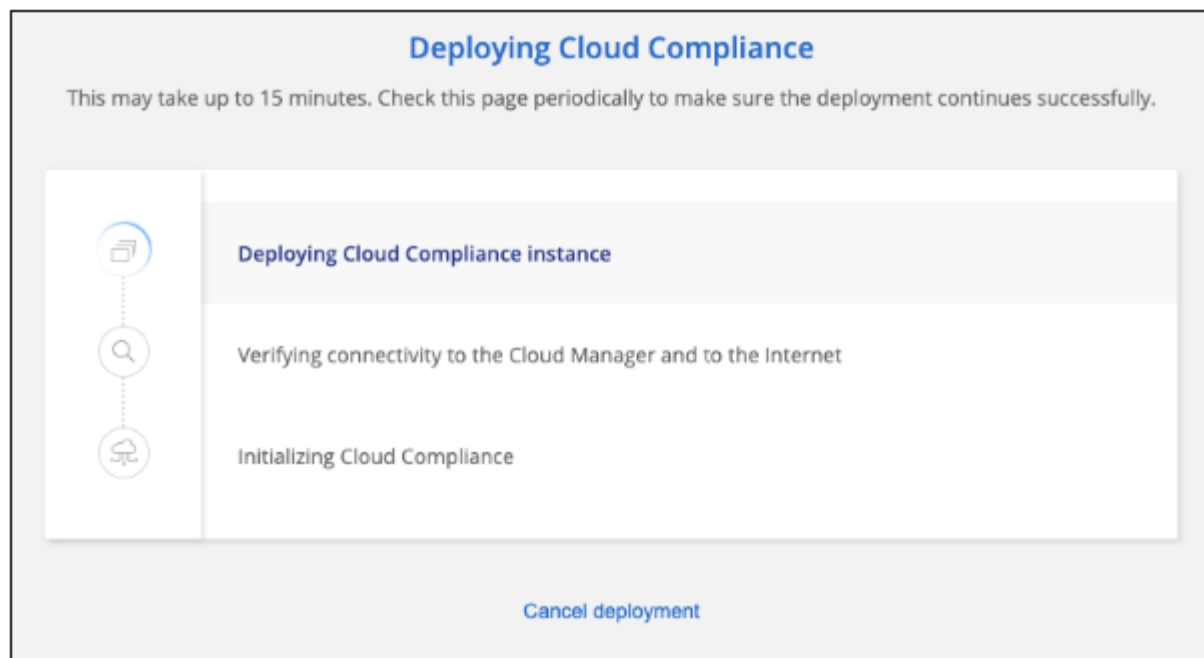 Deploying Cloud Compliance
This may take up to 15 minutes. Check this page periodically to make sure the deployment continues successfully.
Deploying Cloud Compliance instance
Verifying connectivity to the Cloud Manager and to the Internet
Initializing Cloud Compliance
Cancel deployment